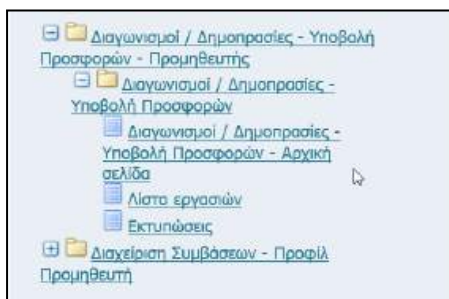 Διαγωνισμοί / Δημοπρασίες - Υποβολή
Προσφορών - Προμηθευτής
Διαγωνισμοί / Δημοπρασίες -
Υποβολή Προσφορών
Διαγωνισμοί / Δημοπρασίες -
Υποβολή Προσφορών - Αρχική
σελίδα
Λίστα εργασιών
Εκτυπώσεις
Διαχείριση Συμβάσεων - Προφίλ
Προμηθευτή